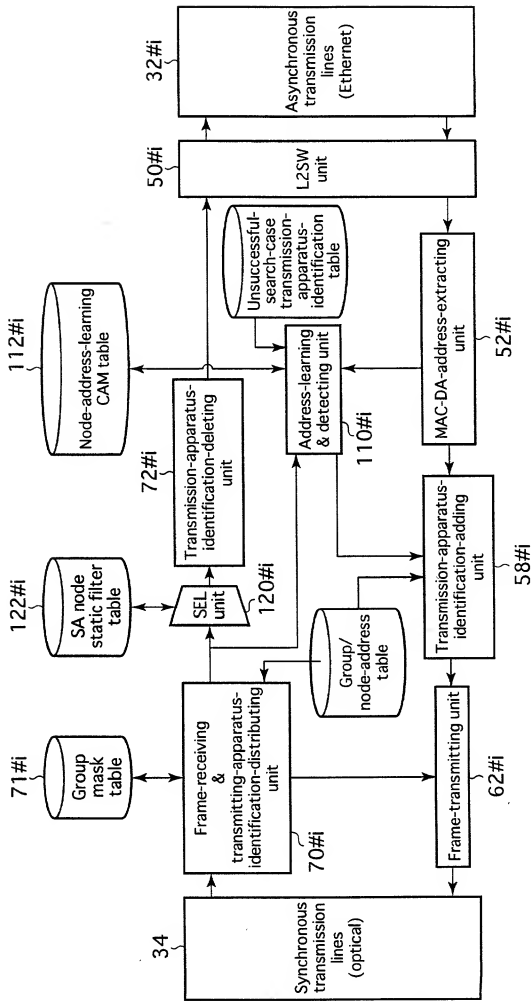 34
Synchronous
transmission
lines
(optical)
71#i
Group
mask
table
Frame-receiving
&
transmitting-apparatus-
identification-distributing
unit
70#i
Frame-transmitting unit
62#i
122#i
SA node
static filter
table
SEL
unit
120#i
Group/
node-address
table
72#i
Transmission-apparatus-
identification-deleting
unit
Transmission-apparatus-
identification-adding
unit
58#i
112#i
Node-address-learning
CAM table
Address-learning
& detecting unit
110#i
Unsuccessful-
search-case
transmission-
apparatus-
identification
table
MAC-DA-address-extracting
unit
52#i
50#i
L2SW
unit
32#i
Asynchronous
transmission
lines
(Ethernet)